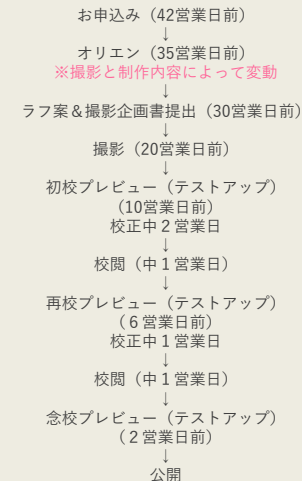 お申込み（42営業日前）
↓
オリエン（35営業日前）
※撮影と制作内容によって変動
↓
ラフ案＆撮影企画書提出（30営業日前）
↓
撮影（20営業日前）
↓
初校プレビュー（テストアップ）
（10営業日前）
校正中２営業日
↓
校閲（中１営業日）
↓
再校プレビュー（テストアップ）
（６営業日前）
校正中１営業日
↓
校閲（中１営業日）
↓
念校プレビュー（テストアップ）
（２営業日前）
↓
公開